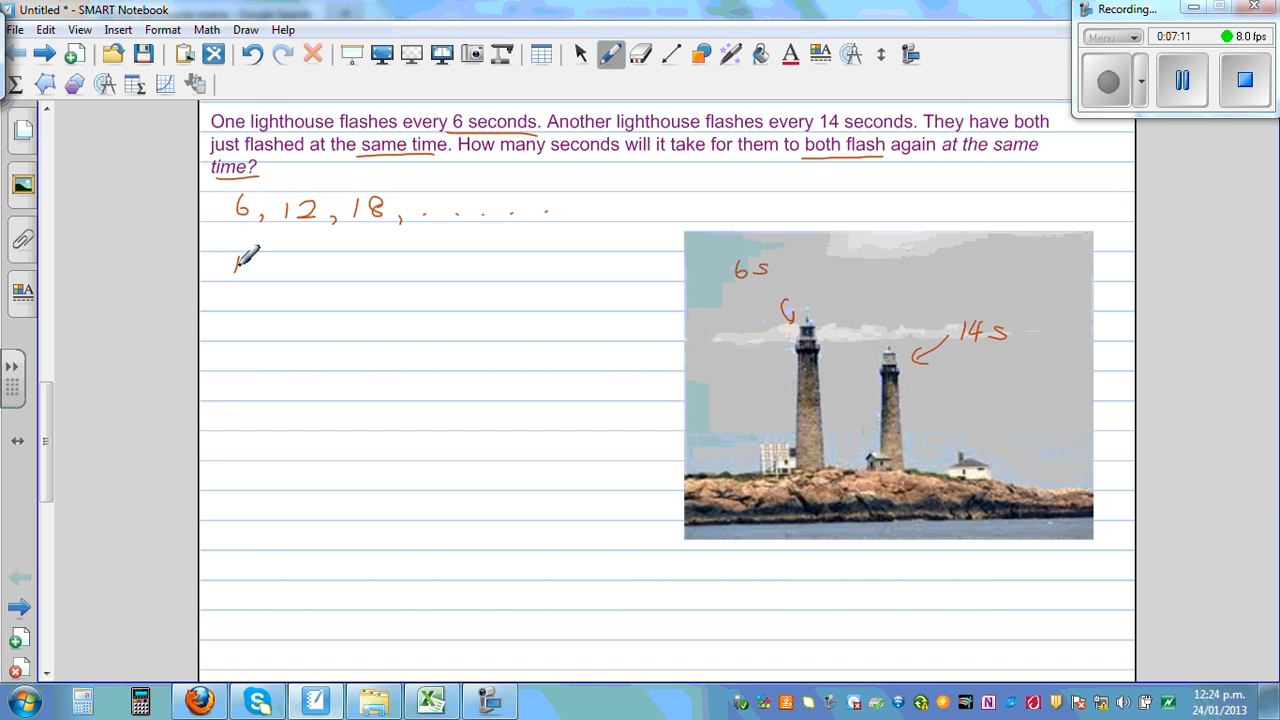 Untitled * - SMART Notebook
Recording...
File Edit View Insert Format Math Draw Help
Menu 0:07:11 8.0 fps
One lighthouse flashes every 6 seconds. Another lighthouse flashes every 14 seconds. They have both
just flashed at the same time. How many seconds will it take for them to both flash again at the same
time?
6, 12, 18, . . . . .
6s
14s
12:24 p.m.
24/01/2013